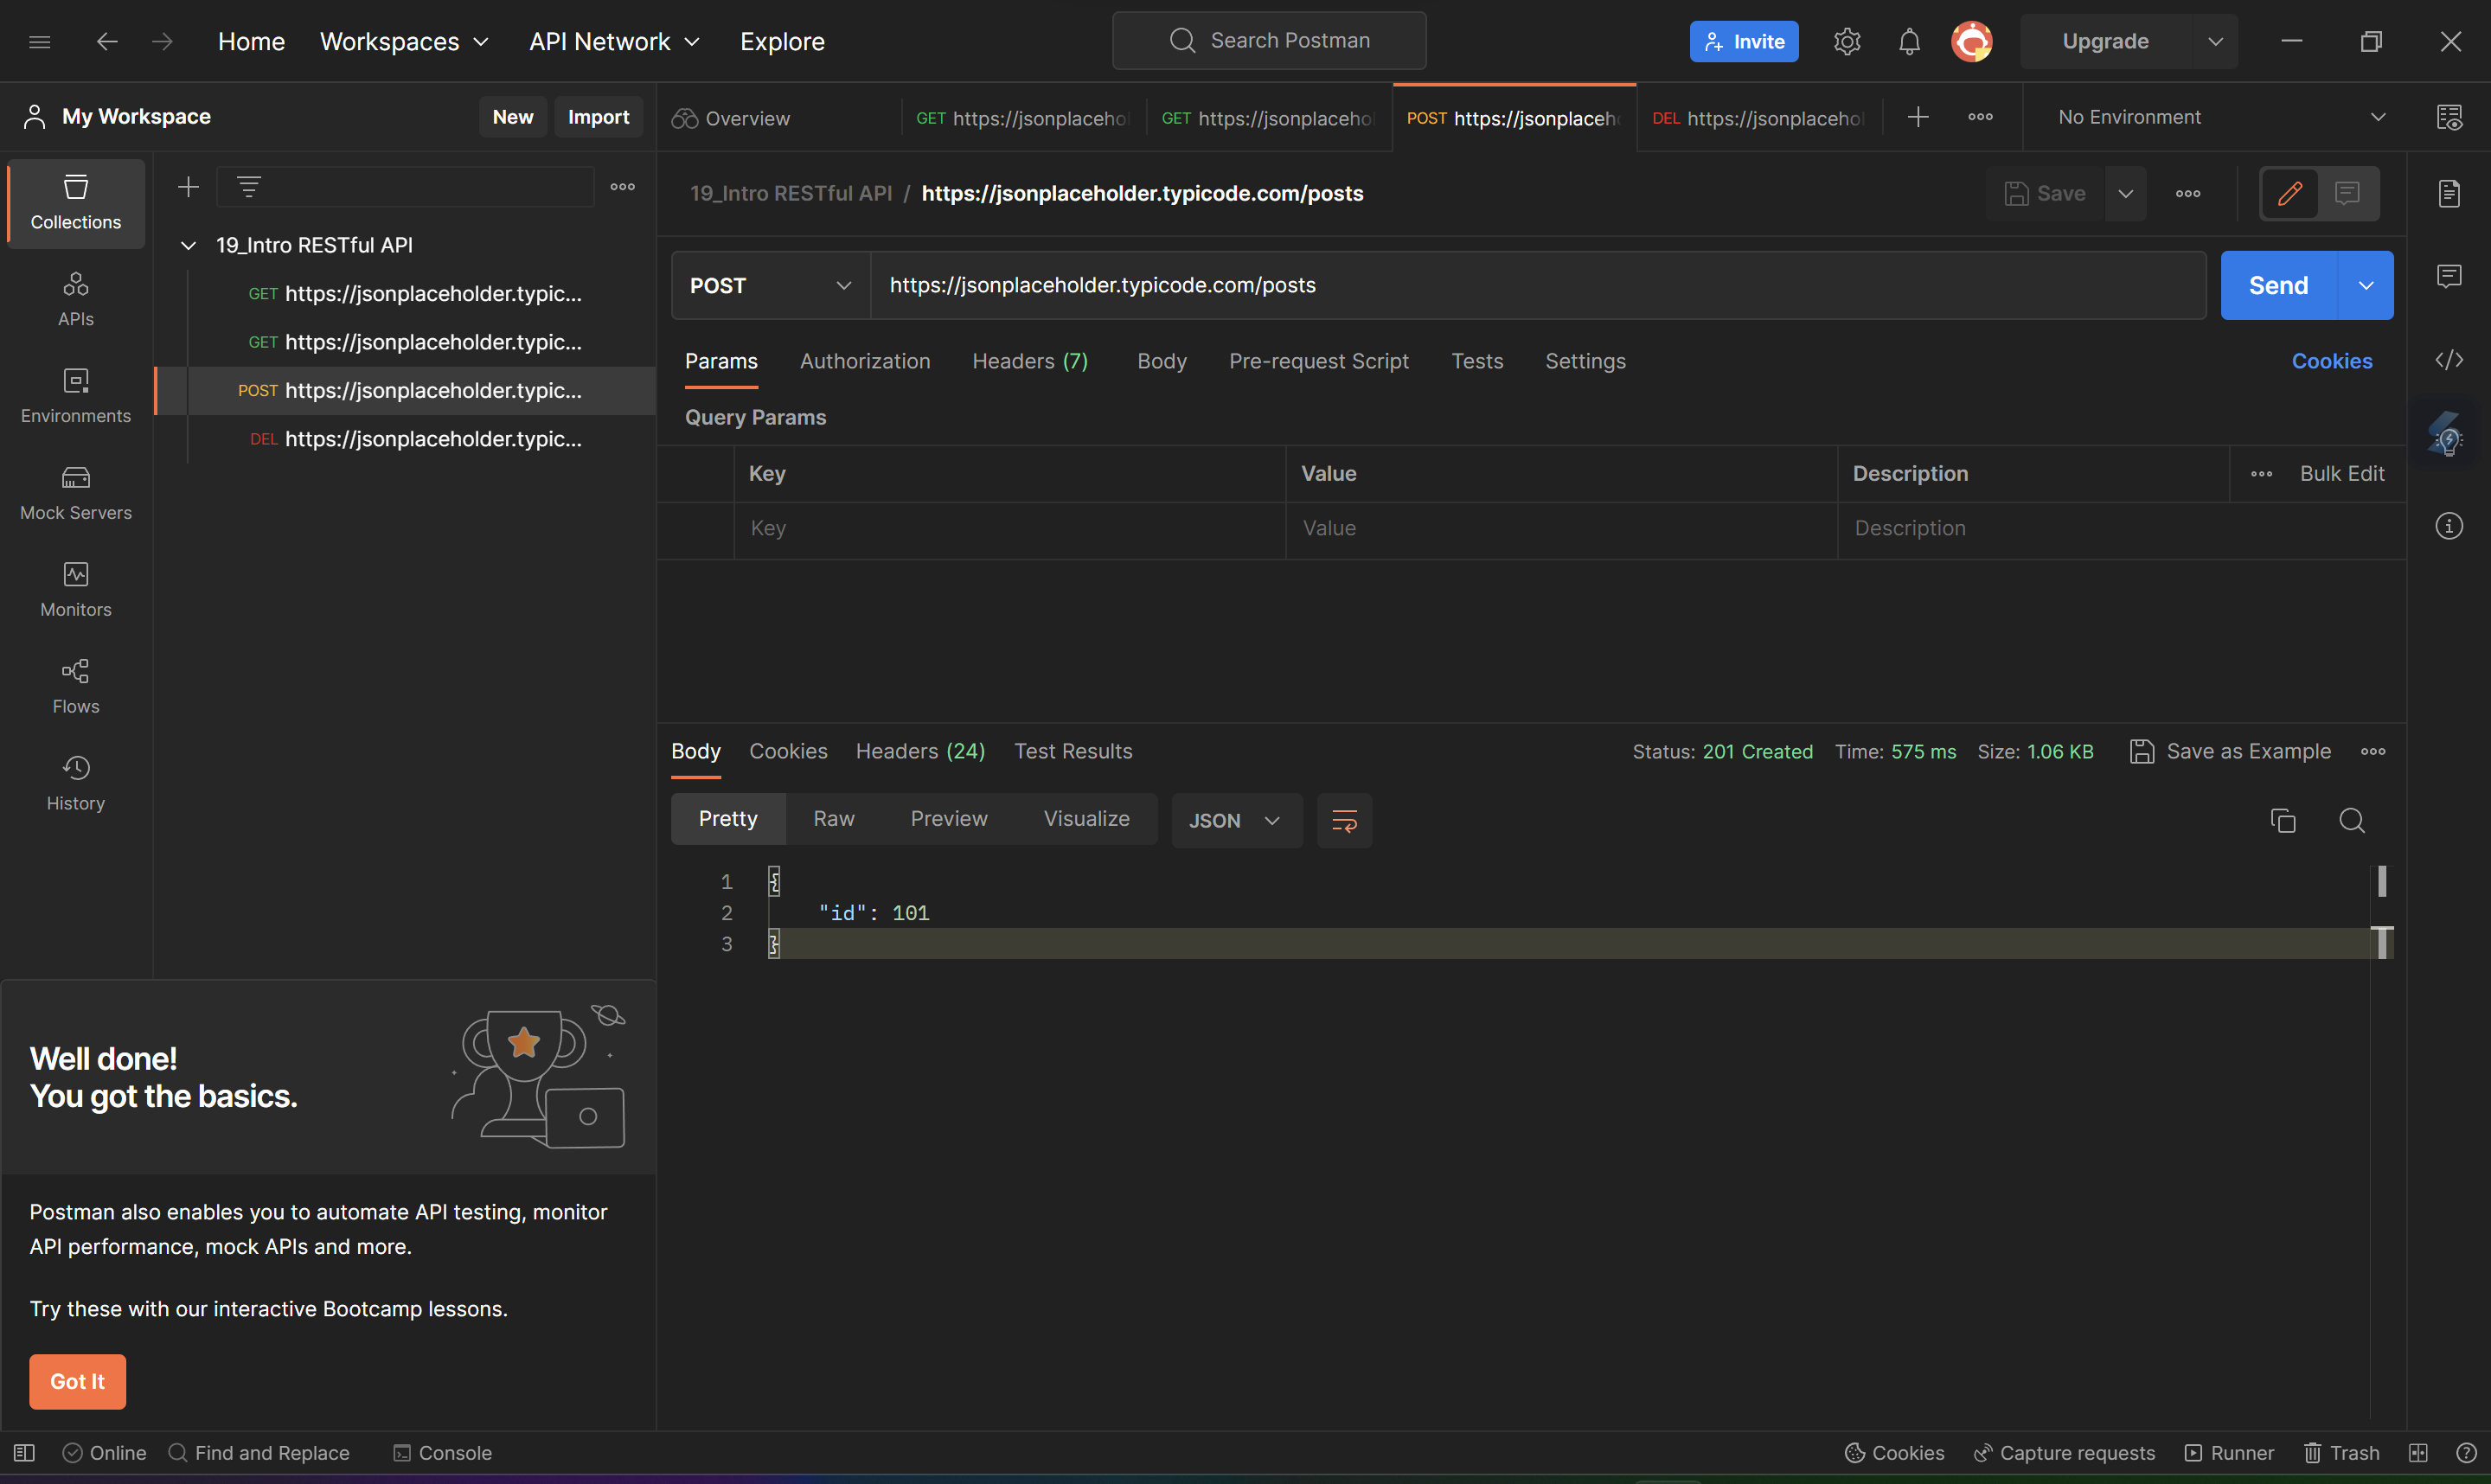 Home Workspaces API Network Explore Search Postman Invite Upgrade
My Workspace New Import
Overview GET https://jsonplaceho GET https://jsonplaceho POST https://jsonplaceh DEL https://jsonplaceho No Environment
Collections
APIs
Environments
Mock Servers
Monitors
Flows
History
19_Intro RESTful API
GET https://jsonplaceholder.typic...
GET https://jsonplaceholder.typic...
POST https://jsonplaceholder.typic...
DEL https://jsonplaceholder.typic...
19_Intro RESTful API / https://jsonplaceholder.typicode.com/posts Save
POST https://jsonplaceholder.typicode.com/posts Send
Params Authorization Headers (7) Body Pre-request Script Tests Settings Cookies
Query Params
Key Value Description Bulk Edit
Key Value Description
Body Cookies Headers (24) Test Results Status: 201 Created Time: 575 ms Size: 1.06 KB Save as Example
Pretty Raw Preview Visualize JSON
1 {
2 "id": 101
3 }
Well done!
You got the basics.
Postman also enables you to automate API testing, monitor
API performance, mock APIs and more.
Try these with our interactive Bootcamp lessons.
Got It
Online Find and Replace Console Cookies Capture requests Runner Trash